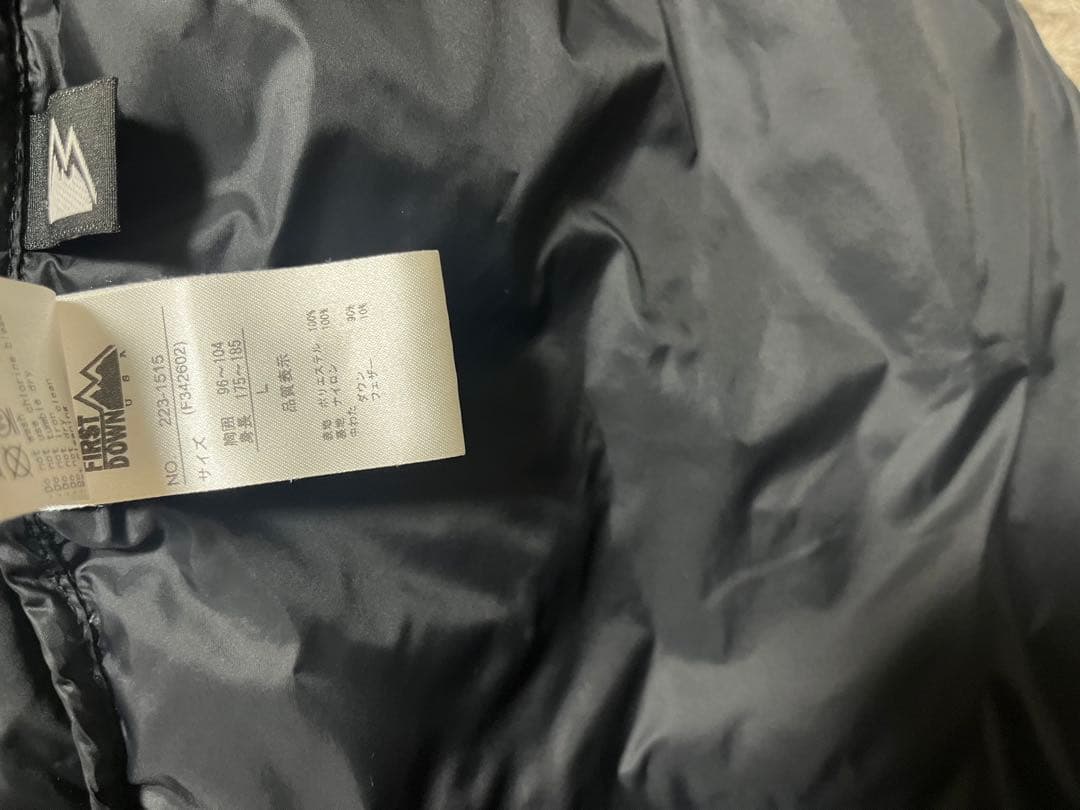 FIRST
DOWN
USA
NO 223-1515
(F342602)
サイズ
胸囲 96〜104
身長 175〜185
L
品質表示
表地 ポリエステル 100%
裏地 ナイロン 100%
中わた ダウン 90%
フェザー 10%